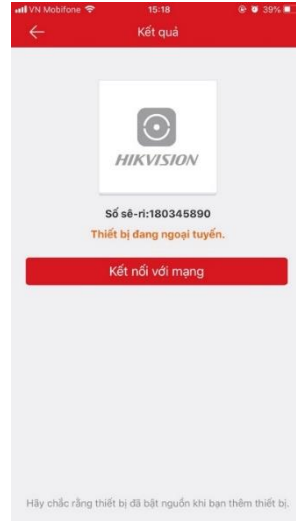 VN Mobifone 15:18 39%
Kết quả
HIKVISION
Số sê-ri:180345890
Thiết bị đang ngoại tuyến.
Kết nối với mạng
Hãy chắc rằng thiết bị đã bật nguồn khi bạn thêm thiết bị.